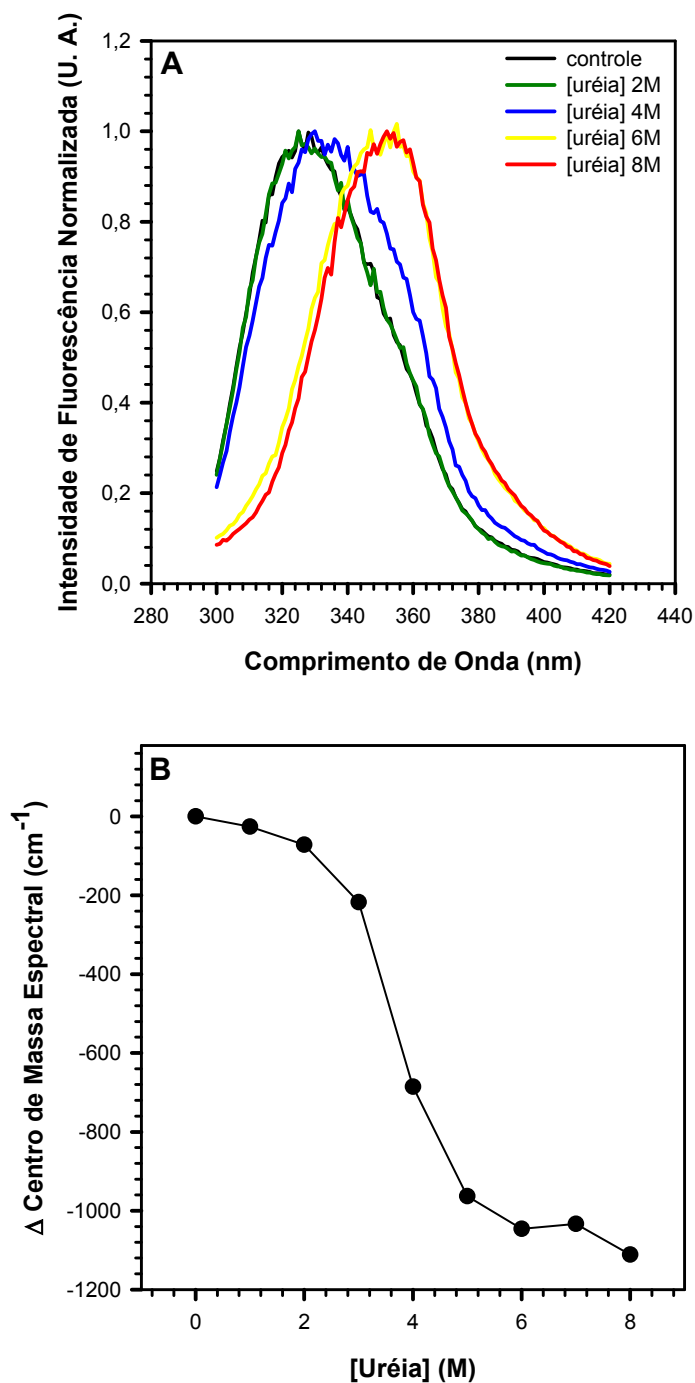 A
controle
[uréia] 2M
[uréia] 4M
[uréia] 6M
[uréia] 8M
Intensidade de Fluorescência Normalizada (U. A.)
1,2
1,0
0,8
0,6
0,4
0,2
0,0
280 300 320 340 360 380 400 420 440
Comprimento de Onda (nm)
B
Δ Centro de Massa Espectral (cm⁻¹)
0
-200
-400
-600
-800
-1000
-1200
0 2 4 6 8
[Uréia] (M)